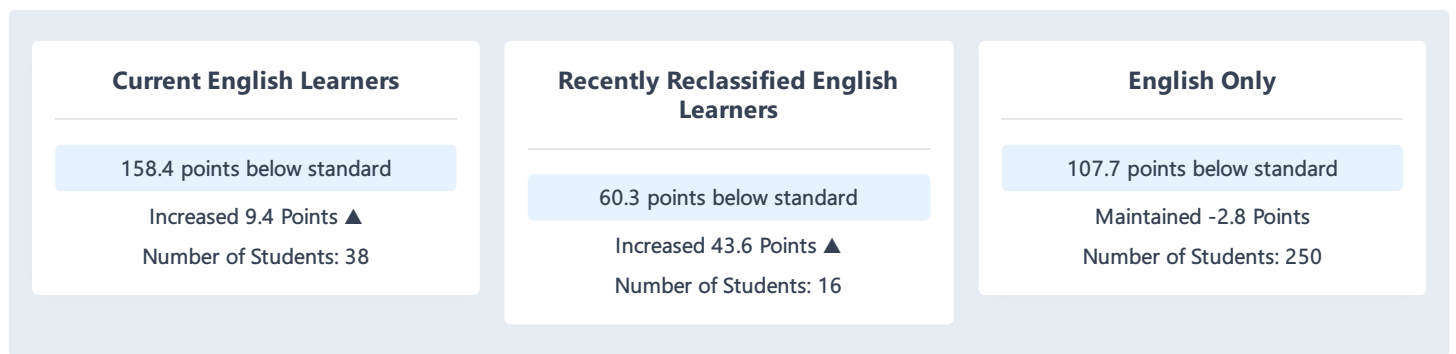 Current English Learners
158.4 points below standard
Increased 9.4 Points ▲
Number of Students: 38
Recently Reclassified English
Learners
60.3 points below standard
Increased 43.6 Points ▲
Number of Students: 16
English Only
107.7 points below standard
Maintained -2.8 Points
Number of Students: 250